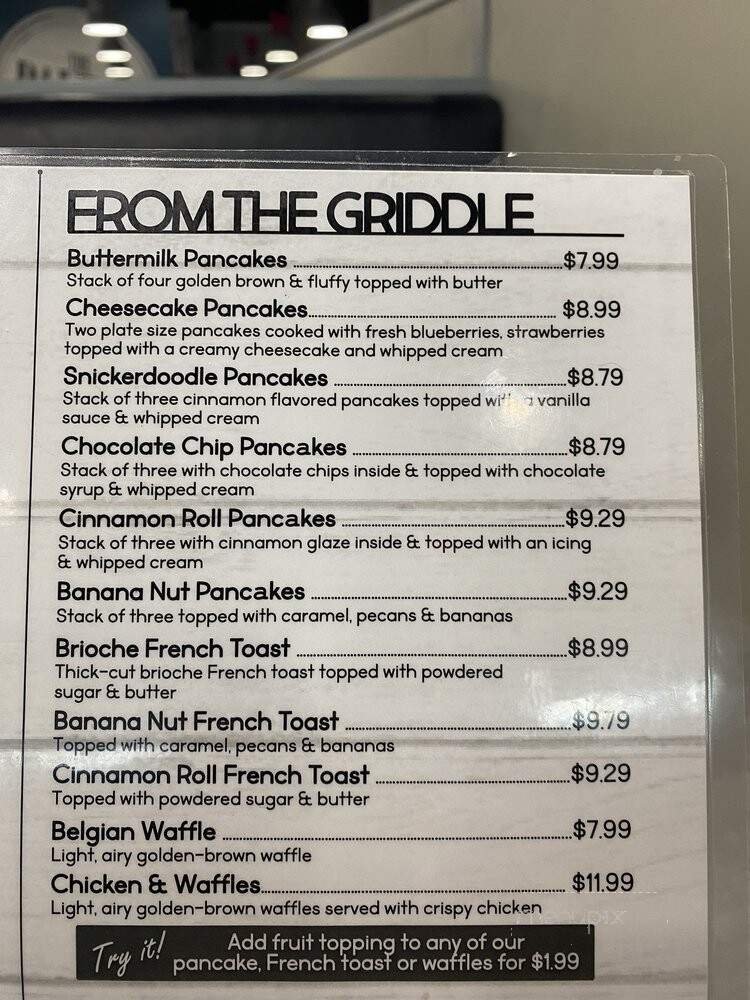 FROM THE GRIDDLE
Buttermilk Pancakes $7.99
Stack of four golden brown & fluffy topped with butter
Cheesecake Pancakes $8.99
Two plate size pancakes cooked with fresh blueberries, strawberries
topped with a creamy cheesecake and whipped cream
Snickerdoodle Pancakes $8.79
Stack of three cinnamon flavored pancakes topped with a vanilla
sauce & whipped cream
Chocolate Chip Pancakes $8.79
Stack of three with chocolate chips inside & topped with chocolate
syrup & whipped cream
Cinnamon Roll Pancakes $9.29
Stack of three with cinnamon glaze inside & topped with an icing
& whipped cream
Banana Nut Pancakes $9.29
Stack of three topped with caramel, pecans & bananas
Brioche French Toast $8.99
Thick-cut brioche French toast topped with powdered
sugar & butter
Banana Nut French Toast $9.79
Topped with caramel, pecans & bananas
Cinnamon Roll French Toast $9.29
Topped with powdered sugar & butter
Belgian Waffle $7.99
Light, airy golden-brown waffle
Chicken & Waffles $11.99
Light, airy golden-brown waffles served with crispy chicken
Try it! Add fruit topping to any of our
pancake, French toast or waffles for $1.99